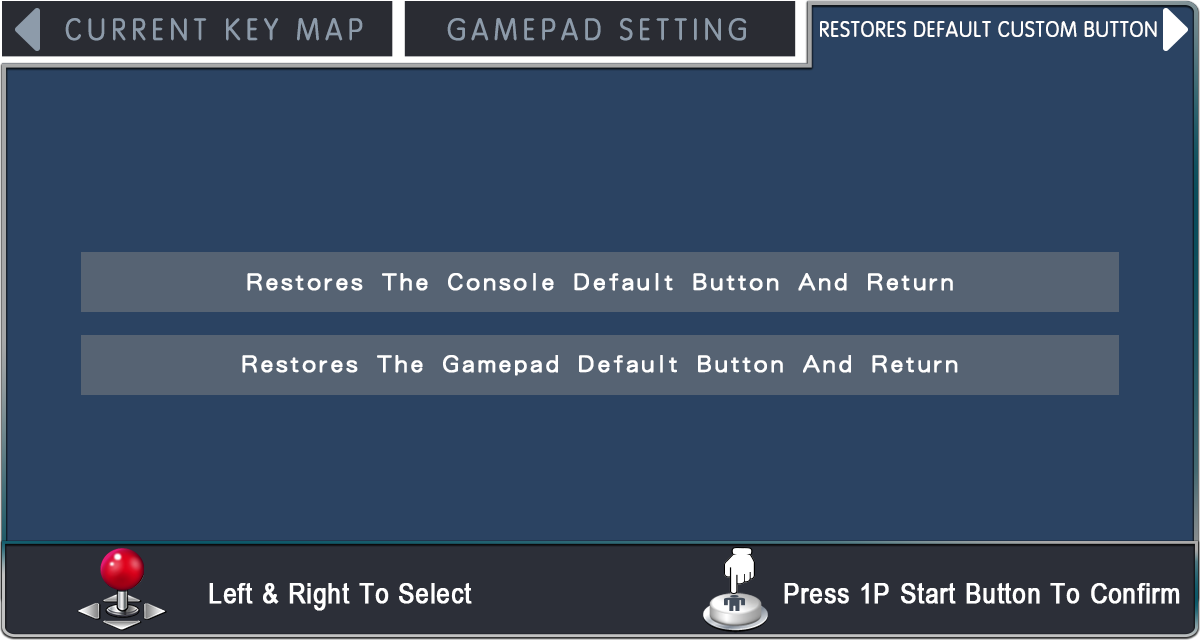 CURRENT KEY MAP
GAMEPAD SETTING
RESTORES DEFAULT CUSTOM BUTTON
Restores The Console Default Button And Return
Restores The Gamepad Default Button And Return
Left & Right To Select
Press 1P Start Button To Confirm